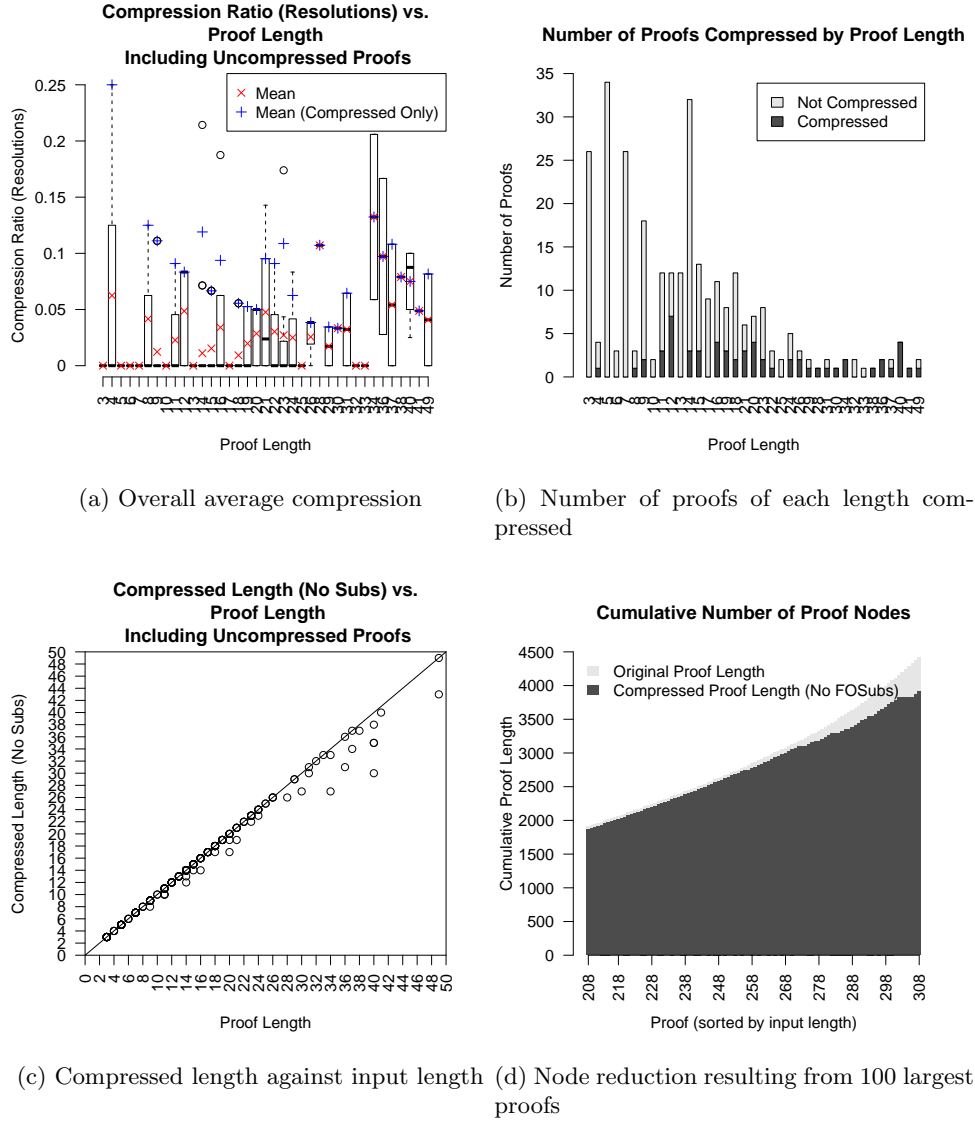 Compression Ratio (Resolutions) vs.
Proof Length
Including Uncompressed Proofs
Compression Ratio (Resolutions)
0.25
0.2
0.15
0.1
0.05
0
Mean
Mean (Compressed Only)
Proof Length
(a) Overall average compression
Number of Proofs Compressed by Proof Length
Number of Proofs
35
30
25
20
15
10
5
0
Not Compressed
Compressed
Proof Length
(b) Number of proofs of each length com-
pressed
Compressed Length (No Subs) vs.
Proof Length
Including Uncompressed Proofs
Compressed Length (No Subs)
50
48
46
44
42
40
38
36
34
32
30
28
26
24
22
20
18
16
14
12
10
8
6
4
2
0
0 2 4 6 8 10 12 14 16 18 20 22 24 26 28 30 32 34 36 38 40 42 44 46 48 50
Proof Length
(c) Compressed length against input length
Cumulative Number of Proof Nodes
Cumulative Proof Length
4500
4000
3500
3000
2500
2000
1500
1000
500
0
Original Proof Length
Compressed Proof Length (No FOSubs)
208 218 228 238 248 258 268 278 288 298 308
Proof (sorted by input length)
(d) Node reduction resulting from 100 largest
proofs